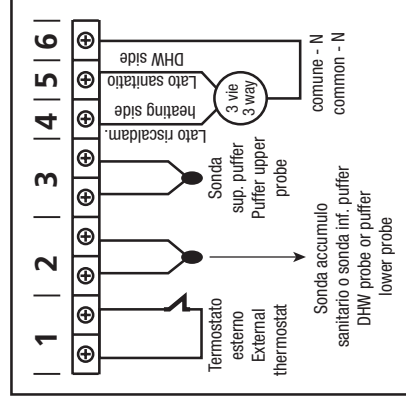 1 2 3 4 5 6
Lato riscaldam.
heating side
Lato sanitatio
DHW side
3 vie
3 way
Termostato
esterno
External
thermostat
Sonda
sup. puffer
Puffer upper
probe
comune - N
common - N
Sonda accumulo
sanitario o sonda inf. puffer
DHW probe or puffer
lower probe